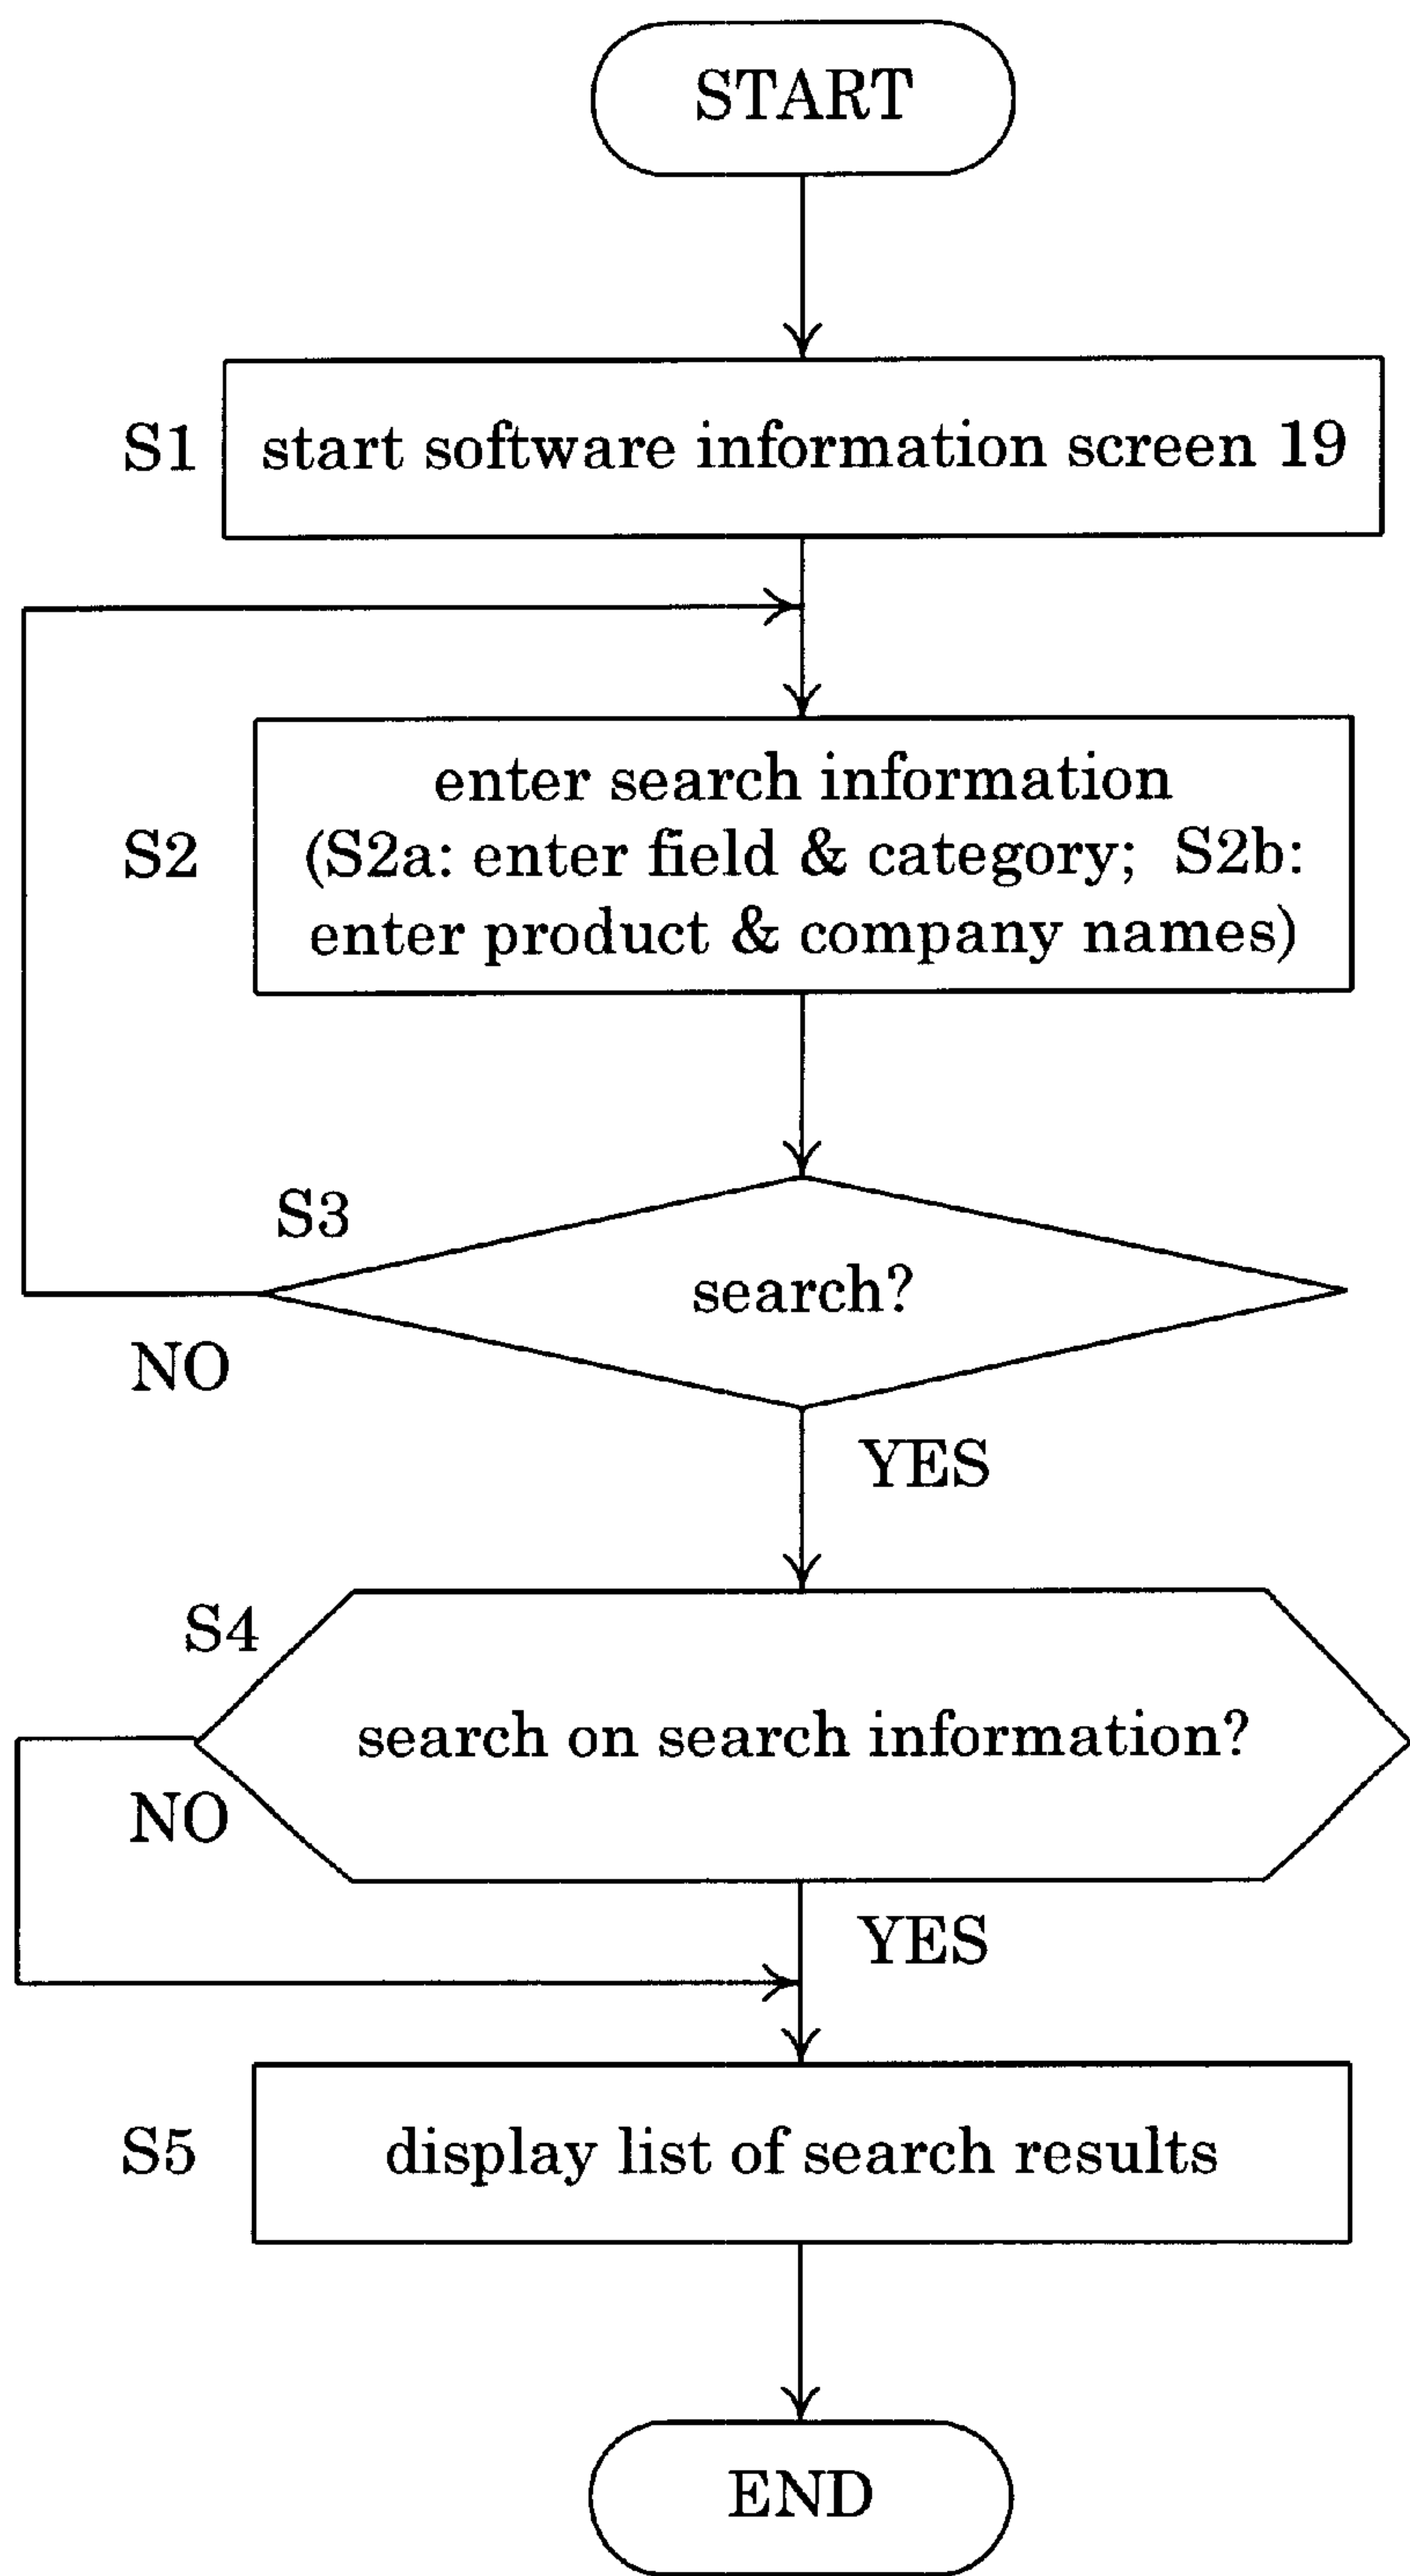 START
S1
start software information screen 19
enter search information
S2
(S2a: enter field & category; S2b:
enter product & company names)
S3
search?
NO
YES
S4
search on search information?
NO
YES
S5
display list of search results
END